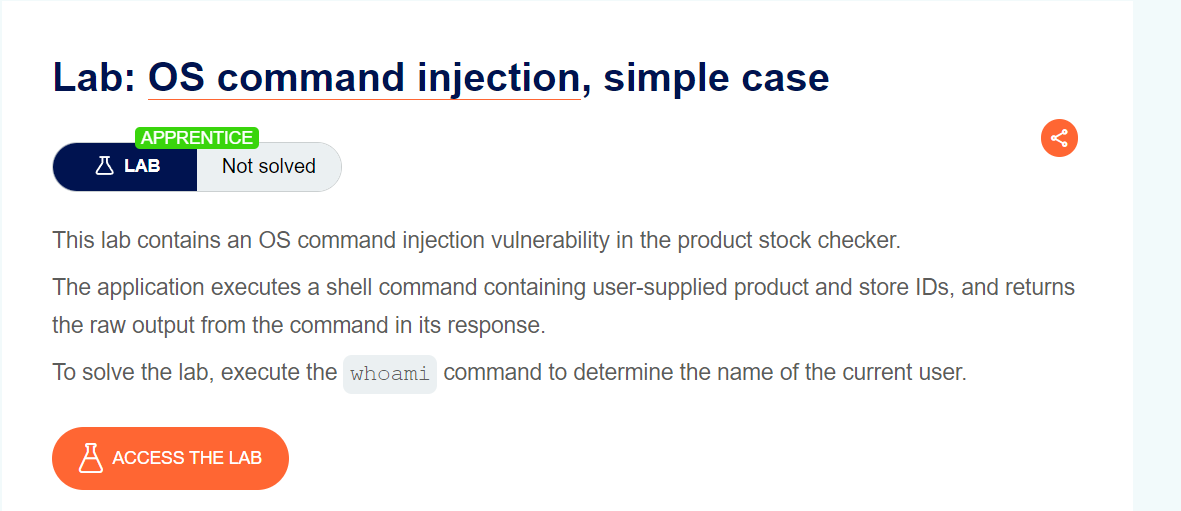 Lab: OS command injection, simple case
APPRENTICE
LAB
Not solved
This lab contains an OS command injection vulnerability in the product stock checker.
The application executes a shell command containing user-supplied product and store IDs, and returns
the raw output from the command in its response.
To solve the lab, execute the whoami command to determine the name of the current user.
ACCESS THE LAB